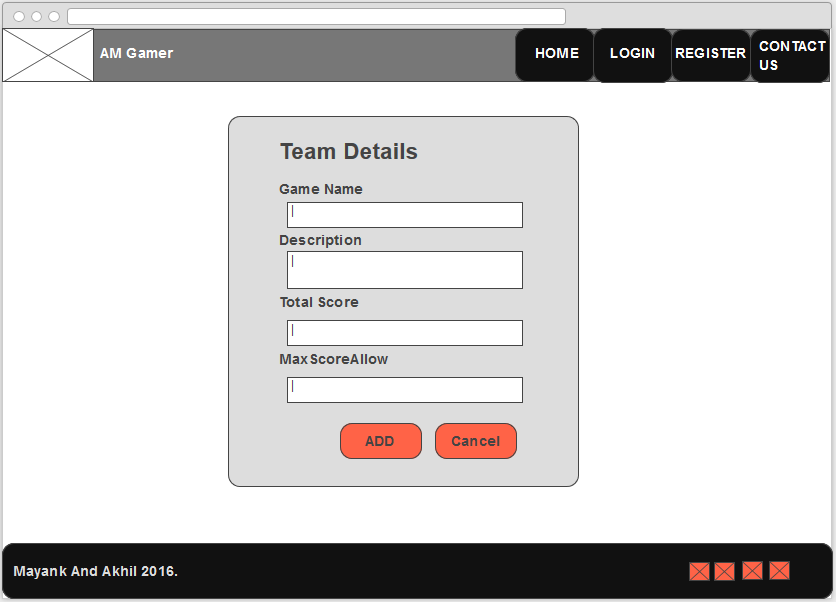 AM Gamer
HOME
LOGIN
REGISTER
CONTACT
US
Team Details
Game Name
Description
Total Score
MaxScoreAllow
ADD
Cancel
Mayank And Akhil 2016.